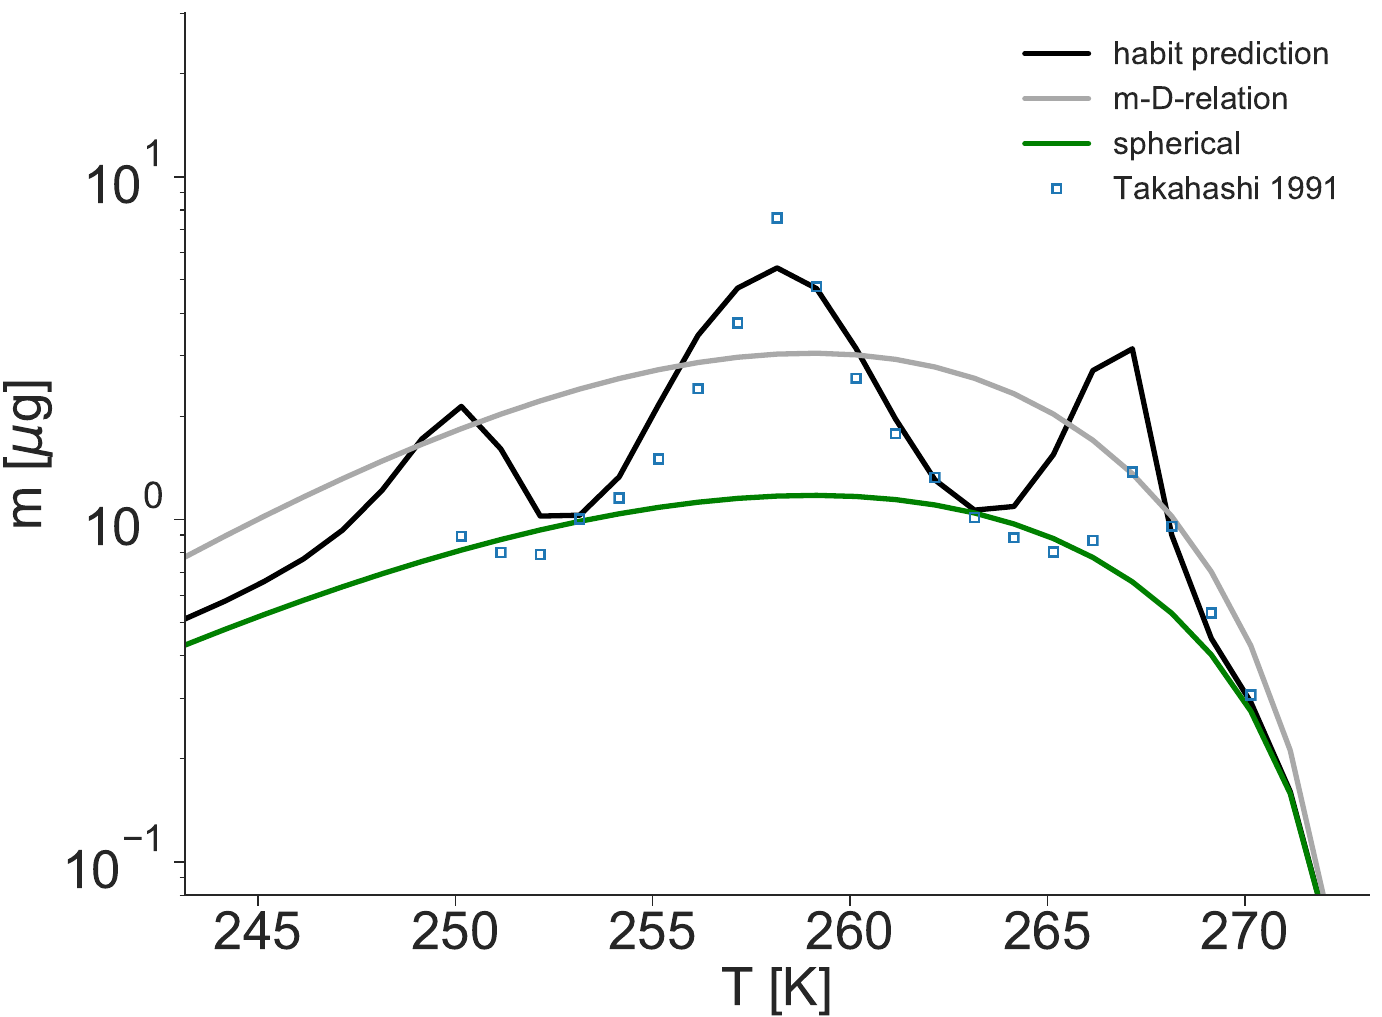 habit prediction
m-D-relation
spherical
Takahashi 1991
10^1
10^0
10^−1
m [μg]
245 250 255 260 265 270
T [K]